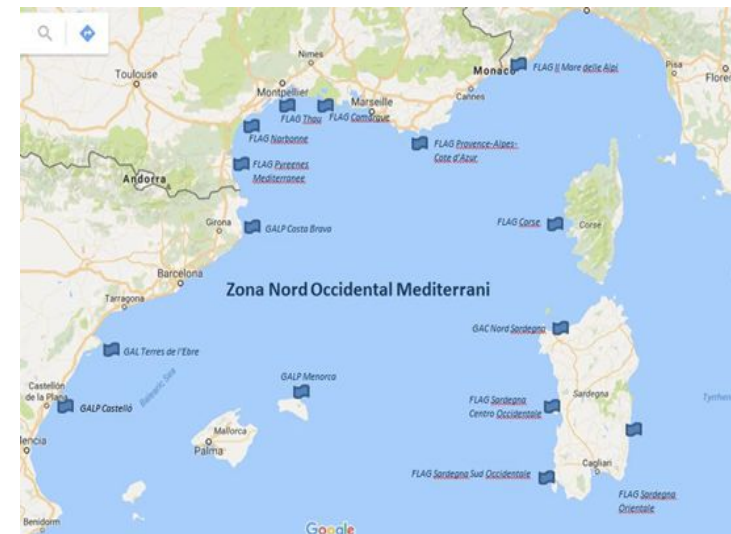 Nimes
Toulouse
Montpellier
Monaco
FLAG Il Mare delle Alpi
Pisa
Marseille
Cannes
FLAG Thau
FLAG Camargue
FLAG Narbonne
FLAG Provence-Alpes-
Cote d'Azur
FLAG Pyreenes
Mediterranee
Andorra
Girona
GALP Costa Brava
FLAG Corse
Corse
Barcelona
Zona Nord Occidental Mediterrani
Tarragona
GAC Nord Sardegna
GAL Terres de l'Ebre
Balearic Sea
GALP Menorca
Castellón
de la Plana
GALP Castelló
FLAG Sardegna
Centro Occidentale
Sardegna
Mallorca
Palma
Cagliari
FLAG Sardegna Sud Occidentale
FLAG Sardegna
Orientale
Benidorm
Google